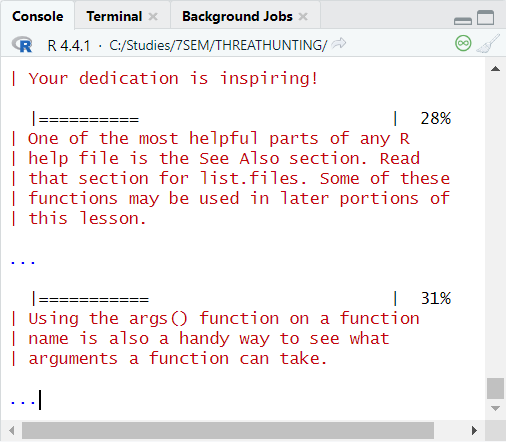 Console Terminal Background Jobs
R R 4.4.1 · C:/Studies/7SEM/THREATHUNTING/
| Your dedication is inspiring!
|========== | 28%
| One of the most helpful parts of any R
| help file is the See Also section. Read
| that section for list.files. Some of these
| functions may be used in later portions of
| this lesson.
...
|=========== | 31%
| Using the args() function on a function
| name is also a handy way to see what
| arguments a function can take.
...